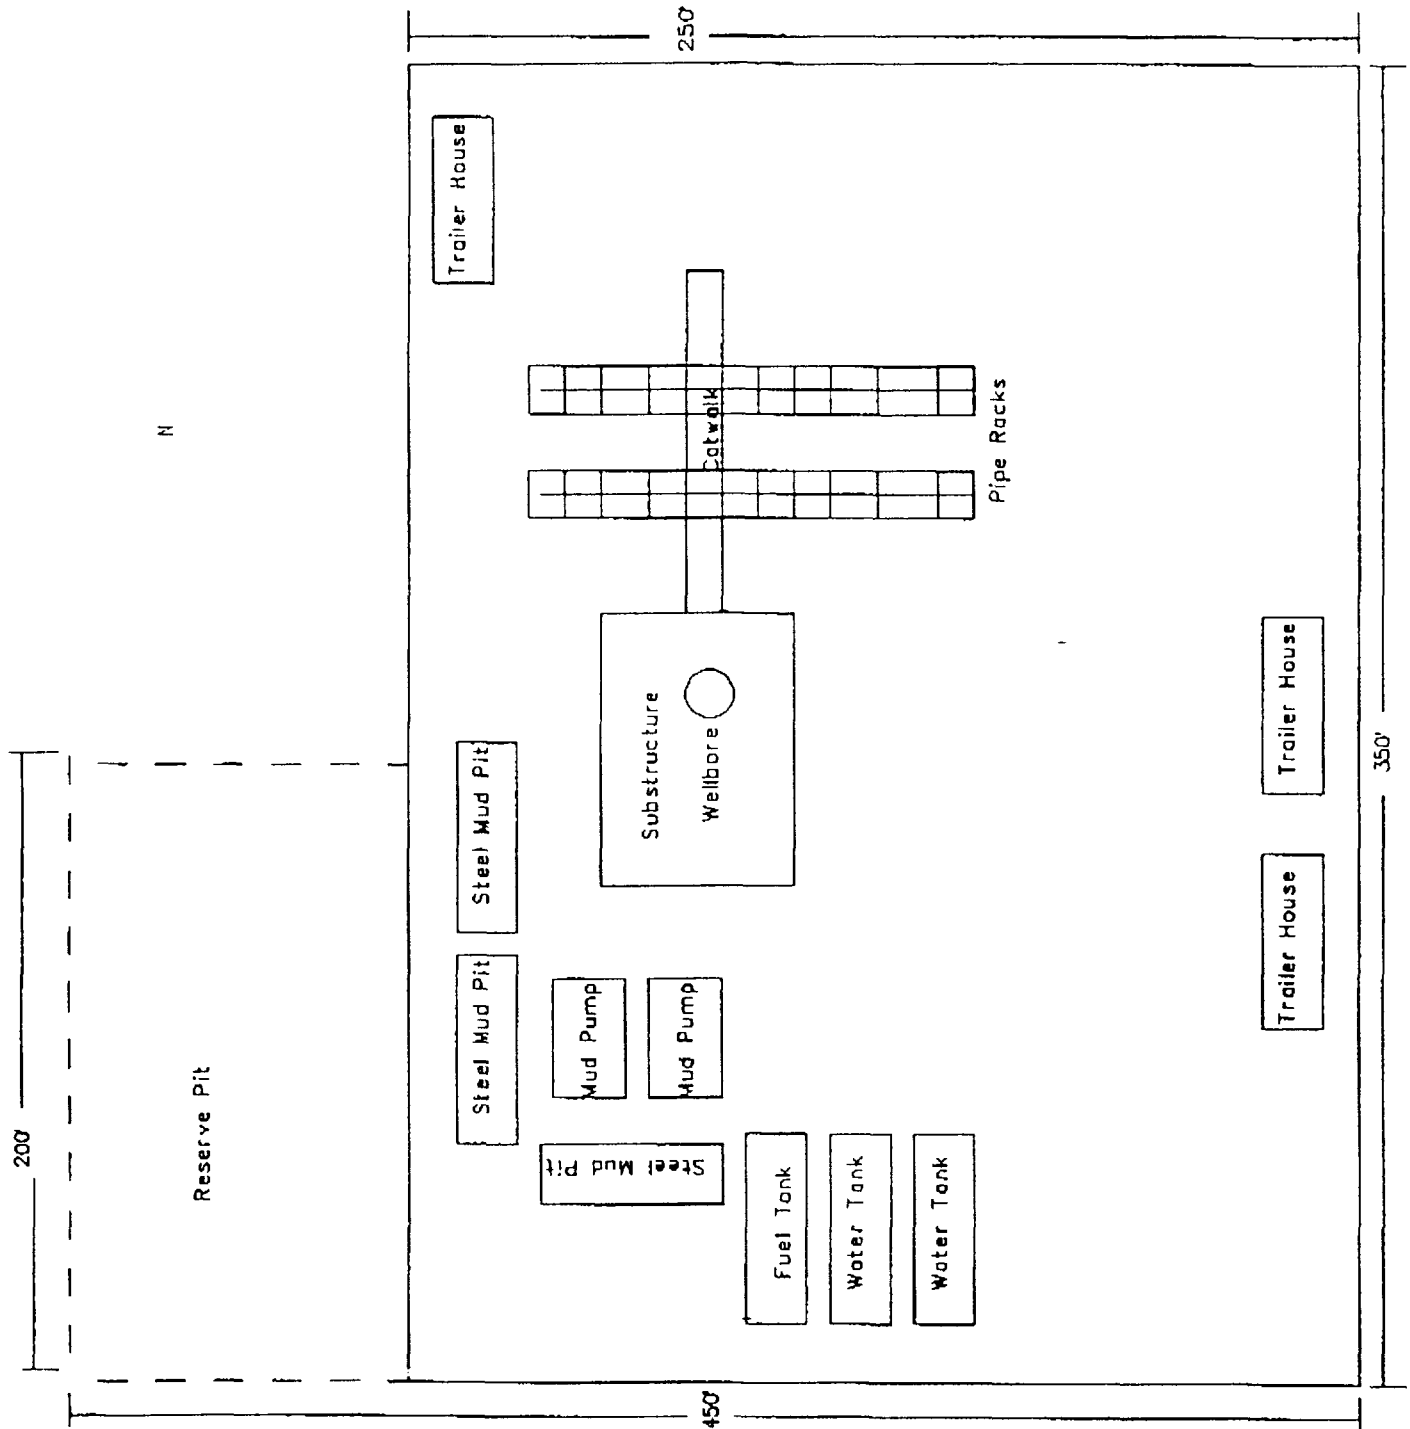 250'
Trailer House
N
Catwalk
Pipe Racks
Substructure
Wellbore
Steel Mud Pit
Steel Mud Pit
Mud Pump
Mud Pump
Steel Mud Pit
Fuel Tank
Water Tank
Water Tank
Trailer House
Trailer House
Reserve Pit
200'
450'
350'